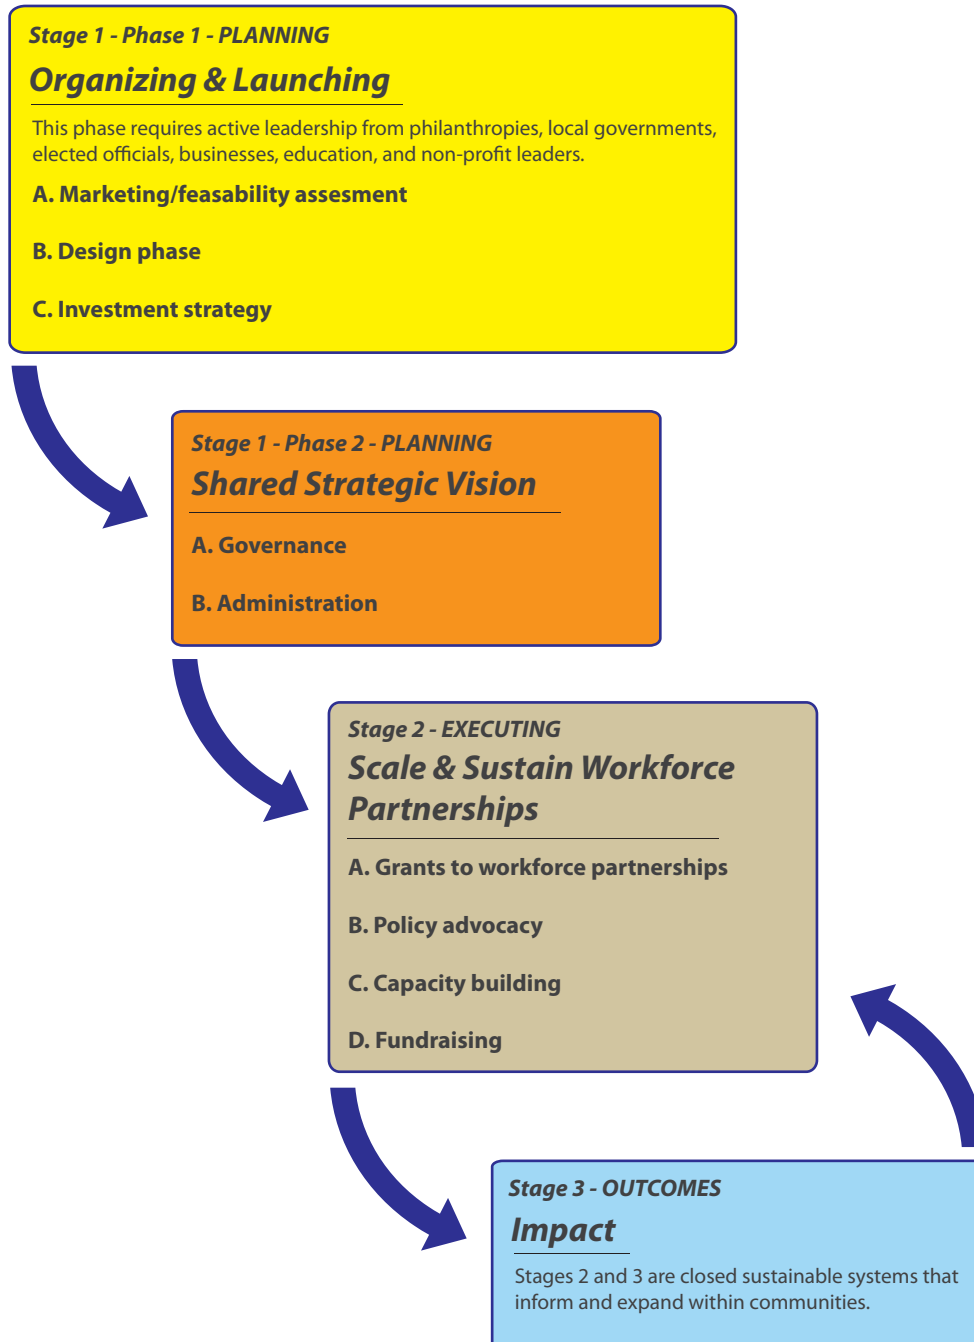 Stage 1 - Phase 1 - PLANNING
Organizing & Launching
This phase requires active leadership from philanthropies, local governments,
elected officials, businesses, education, and non-profit leaders.
A. Marketing/feasability assesment
B. Design phase
C. Investment strategy
Stage 1 - Phase 2 - PLANNING
Shared Strategic Vision
A. Governance
B. Administration
Stage 2 - EXECUTING
Scale & Sustain Workforce
Partnerships
A. Grants to workforce partnerships
B. Policy advocacy
C. Capacity building
D. Fundraising
Stage 3 - OUTCOMES
Impact
Stages 2 and 3 are closed sustainable systems that
inform and expand within communities.